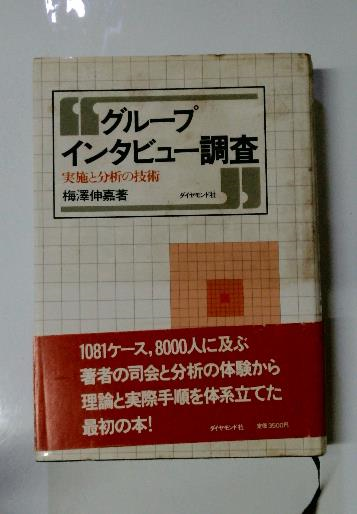 グループ
インタビュー調査
実施と分析の技術
梅澤伸嘉著
ダイヤモンド社
1081ケース,8000人に及ぶ
著者の司会と分析の体験から
理論と実際手順を体系立てた
最初の本!
ダイヤモンド社 定価3500円